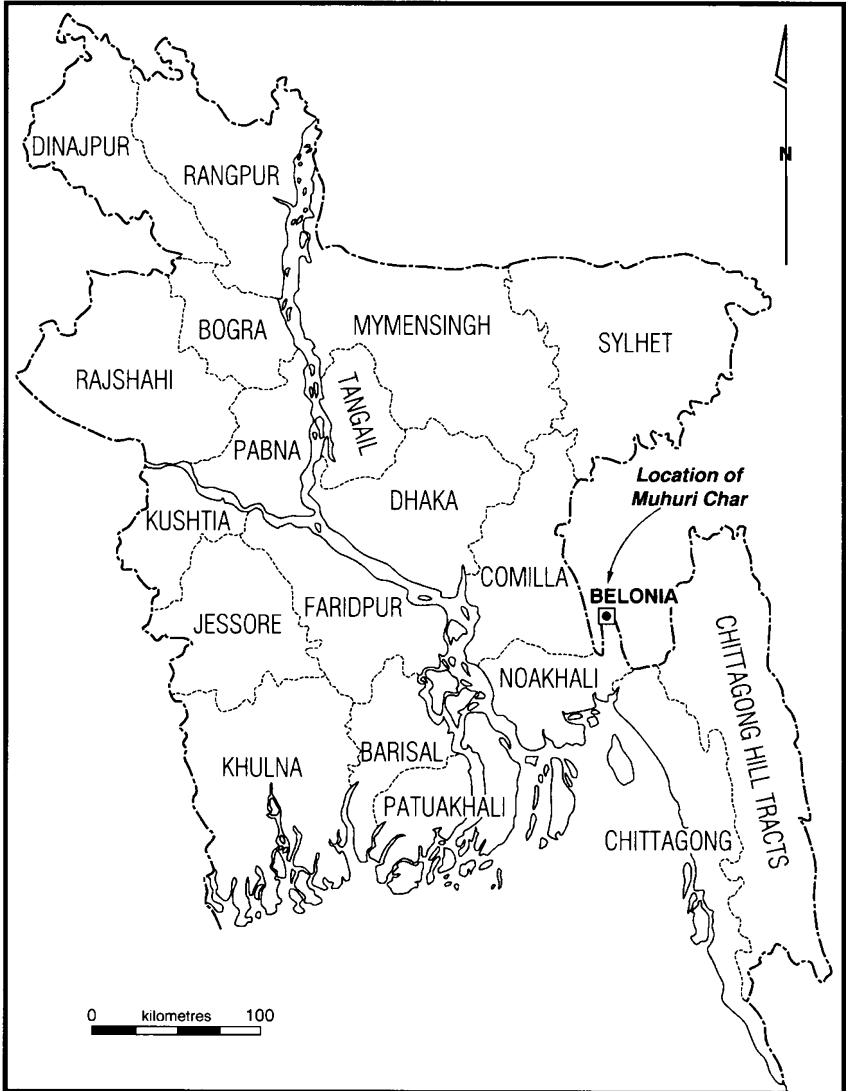 DINAJPUR
RANGPUR
N
BOGRA
MYMENSINGH
SYLHET
RAJSHAHI
TANGAIL
PABNA
Location of
Muhuri Char
DHAKA
KUSHTIA
COMILLA
BELONIA
JESSORE
FARIDPUR
NOAKHALI
CHITTAGONG HILL TRACTS
BARISAL
KHULNA
PATUAKHALI
CHITTAGONG
0 kilometres 100